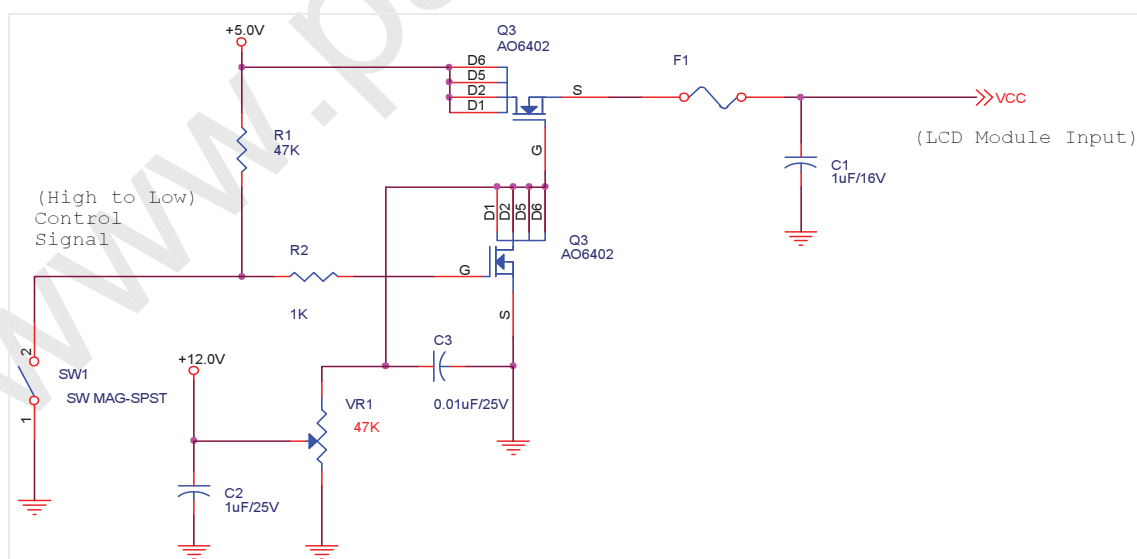 www.p
+5.0V
Q3
AO6402
D6
D5
D2
D1
S
G
F1
VCC
(LCD Module Input)
R1
47K
C1
1uF/16V
(High to Low)
Control
Signal
D1
D2
D5
D6
Q3
AO6402
R2
1K
G
S
+12.0V
C3
0.01uF/25V
2
SW1
SW MAG-SPST
1
VR1
47K
C2
1uF/25V